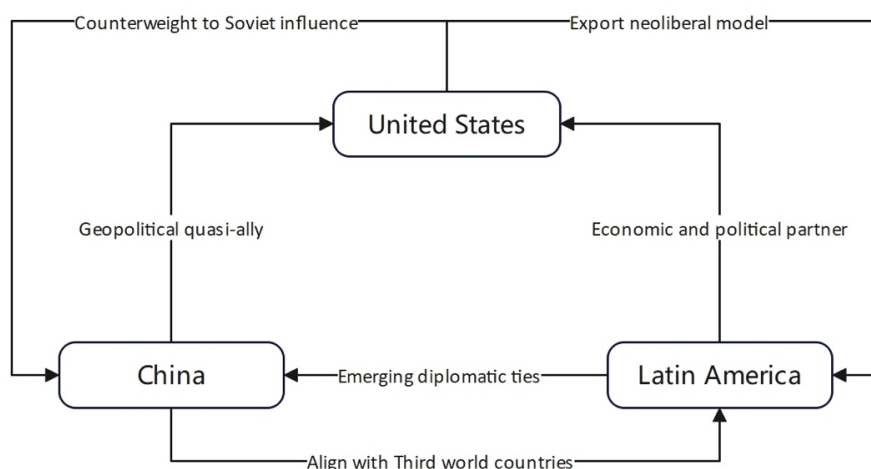 Counterweight to Soviet influence
Export neoliberal model
United States
Geopolitical quasi-ally
Economic and political partner
China
Emerging diplomatic ties
Latin America
Align with Third world countries